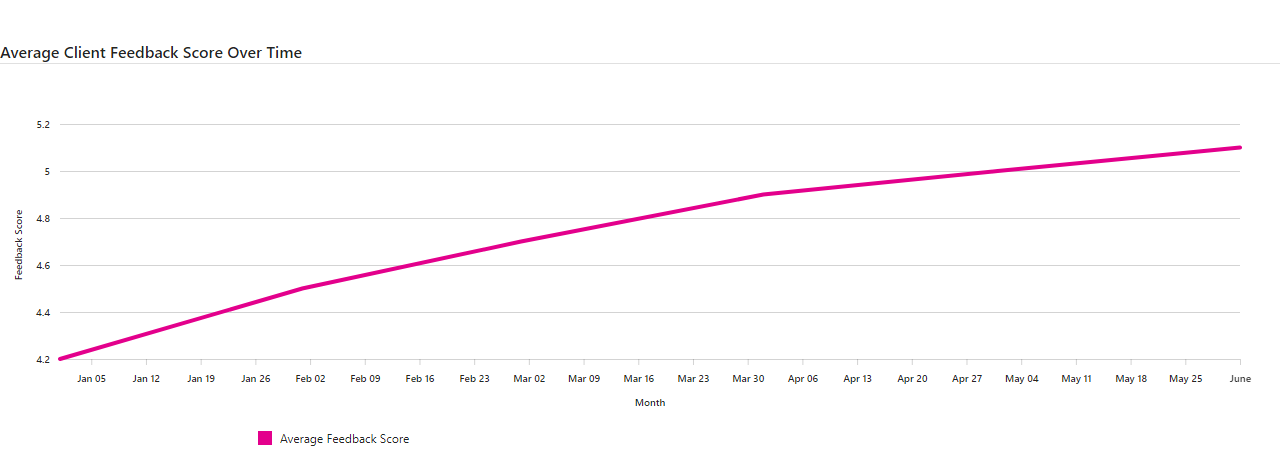 Average Client Feedback Score Over Time
5.2
5
4.8
4.6
4.4
4.2
Feedback Score
Jan 05 Jan 12 Jan 19 Jan 26 Feb 02 Feb 09 Feb 16 Feb 23 Mar 02 Mar 09 Mar 16 Mar 23 Mar 30 Apr 06 Apr 13 Apr 20 Apr 27 May 04 May 11 May 18 May 25 June
Month
Average Feedback Score